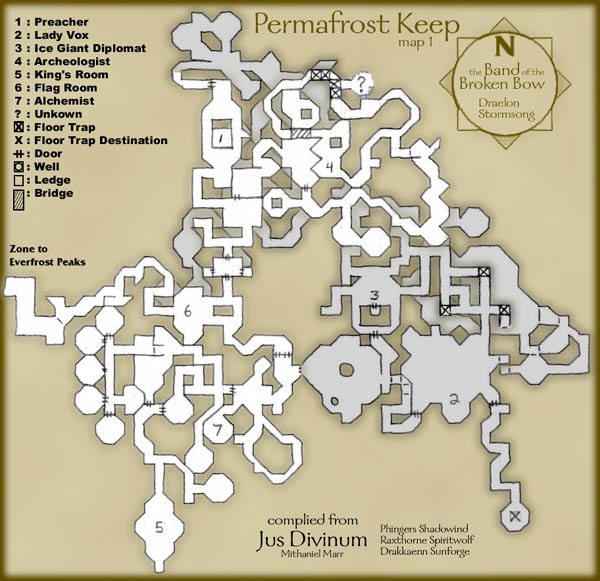 Permafrost Keep
map 1
1 : Preacher
2 : Lady Vox
3 : Ice Giant Diplomat
4 : Archeologist
5 : King's Room
6 : Flag Room
7 : Alchemist
? : Unkown
: Floor Trap
X : Floor Trap Destination
: Door
: Well
: Ledge
: Bridge
N
the Band of the
Broken Bow
Draelon
Stormsong
Zone to
Everfrost Peaks
?
1
4
3
6
2
7
5
X
complied from
Jus Divinum
Mithaniel Marr
Phingers Shadowind
Raxthorne Spiritwolf
Drakkaenn Sunforge